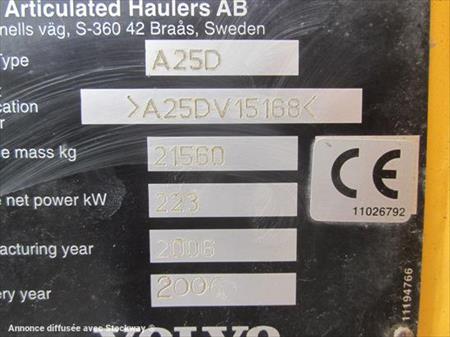 Articulated Haulers AB
nells väg, S-360 42 Braås, Sweden
Type A25D
cation >A25DV15168<
r
e mass kg 21560
e net power kW 223
11026792
facturing year 2006
ery year
11194766
VOLVO
Annonce diffusée avec Stockway ©